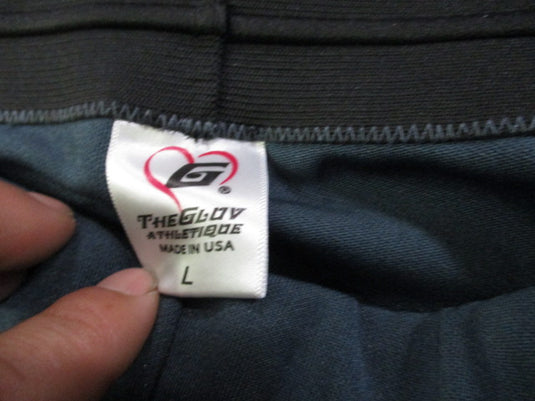 G®
THEGLOV
ATHLETIQUE
MADE IN USA
L